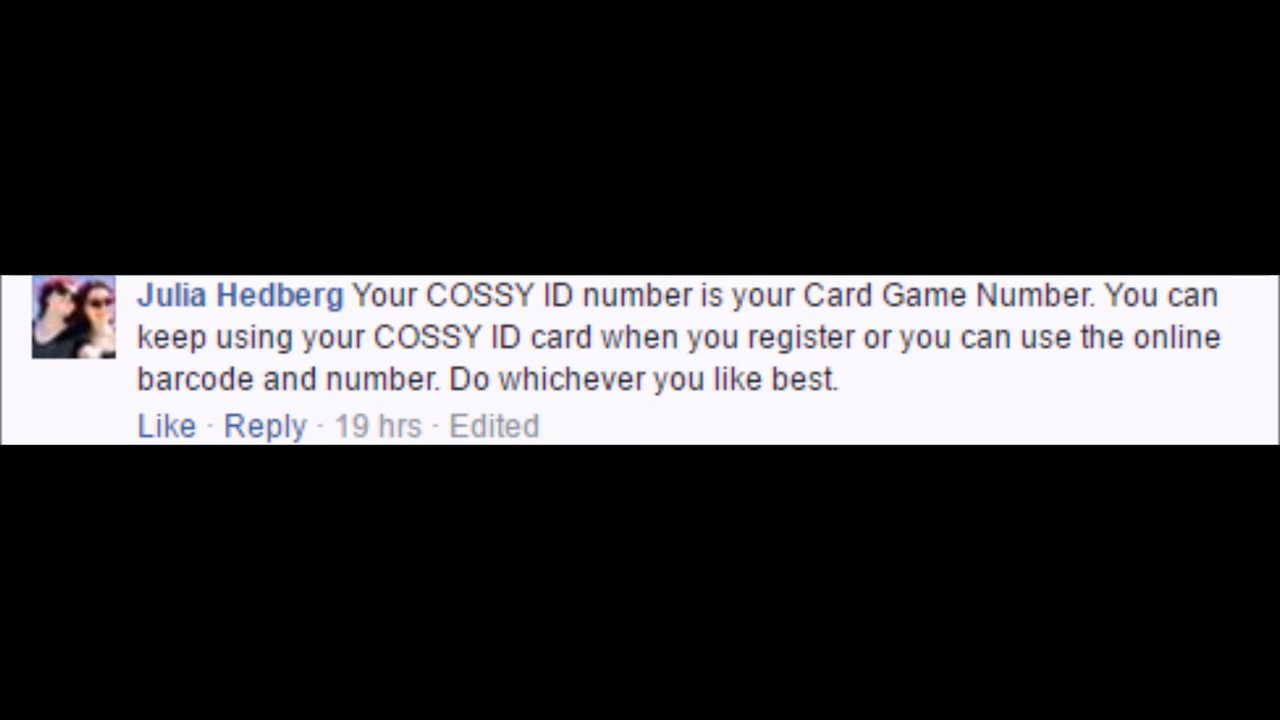 Julia Hedberg Your COSSY ID number is your Card Game Number. You can
keep using your COSSY ID card when you register or you can use the online
barcode and number. Do whichever you like best.
Like · Reply · 19 hrs · Edited